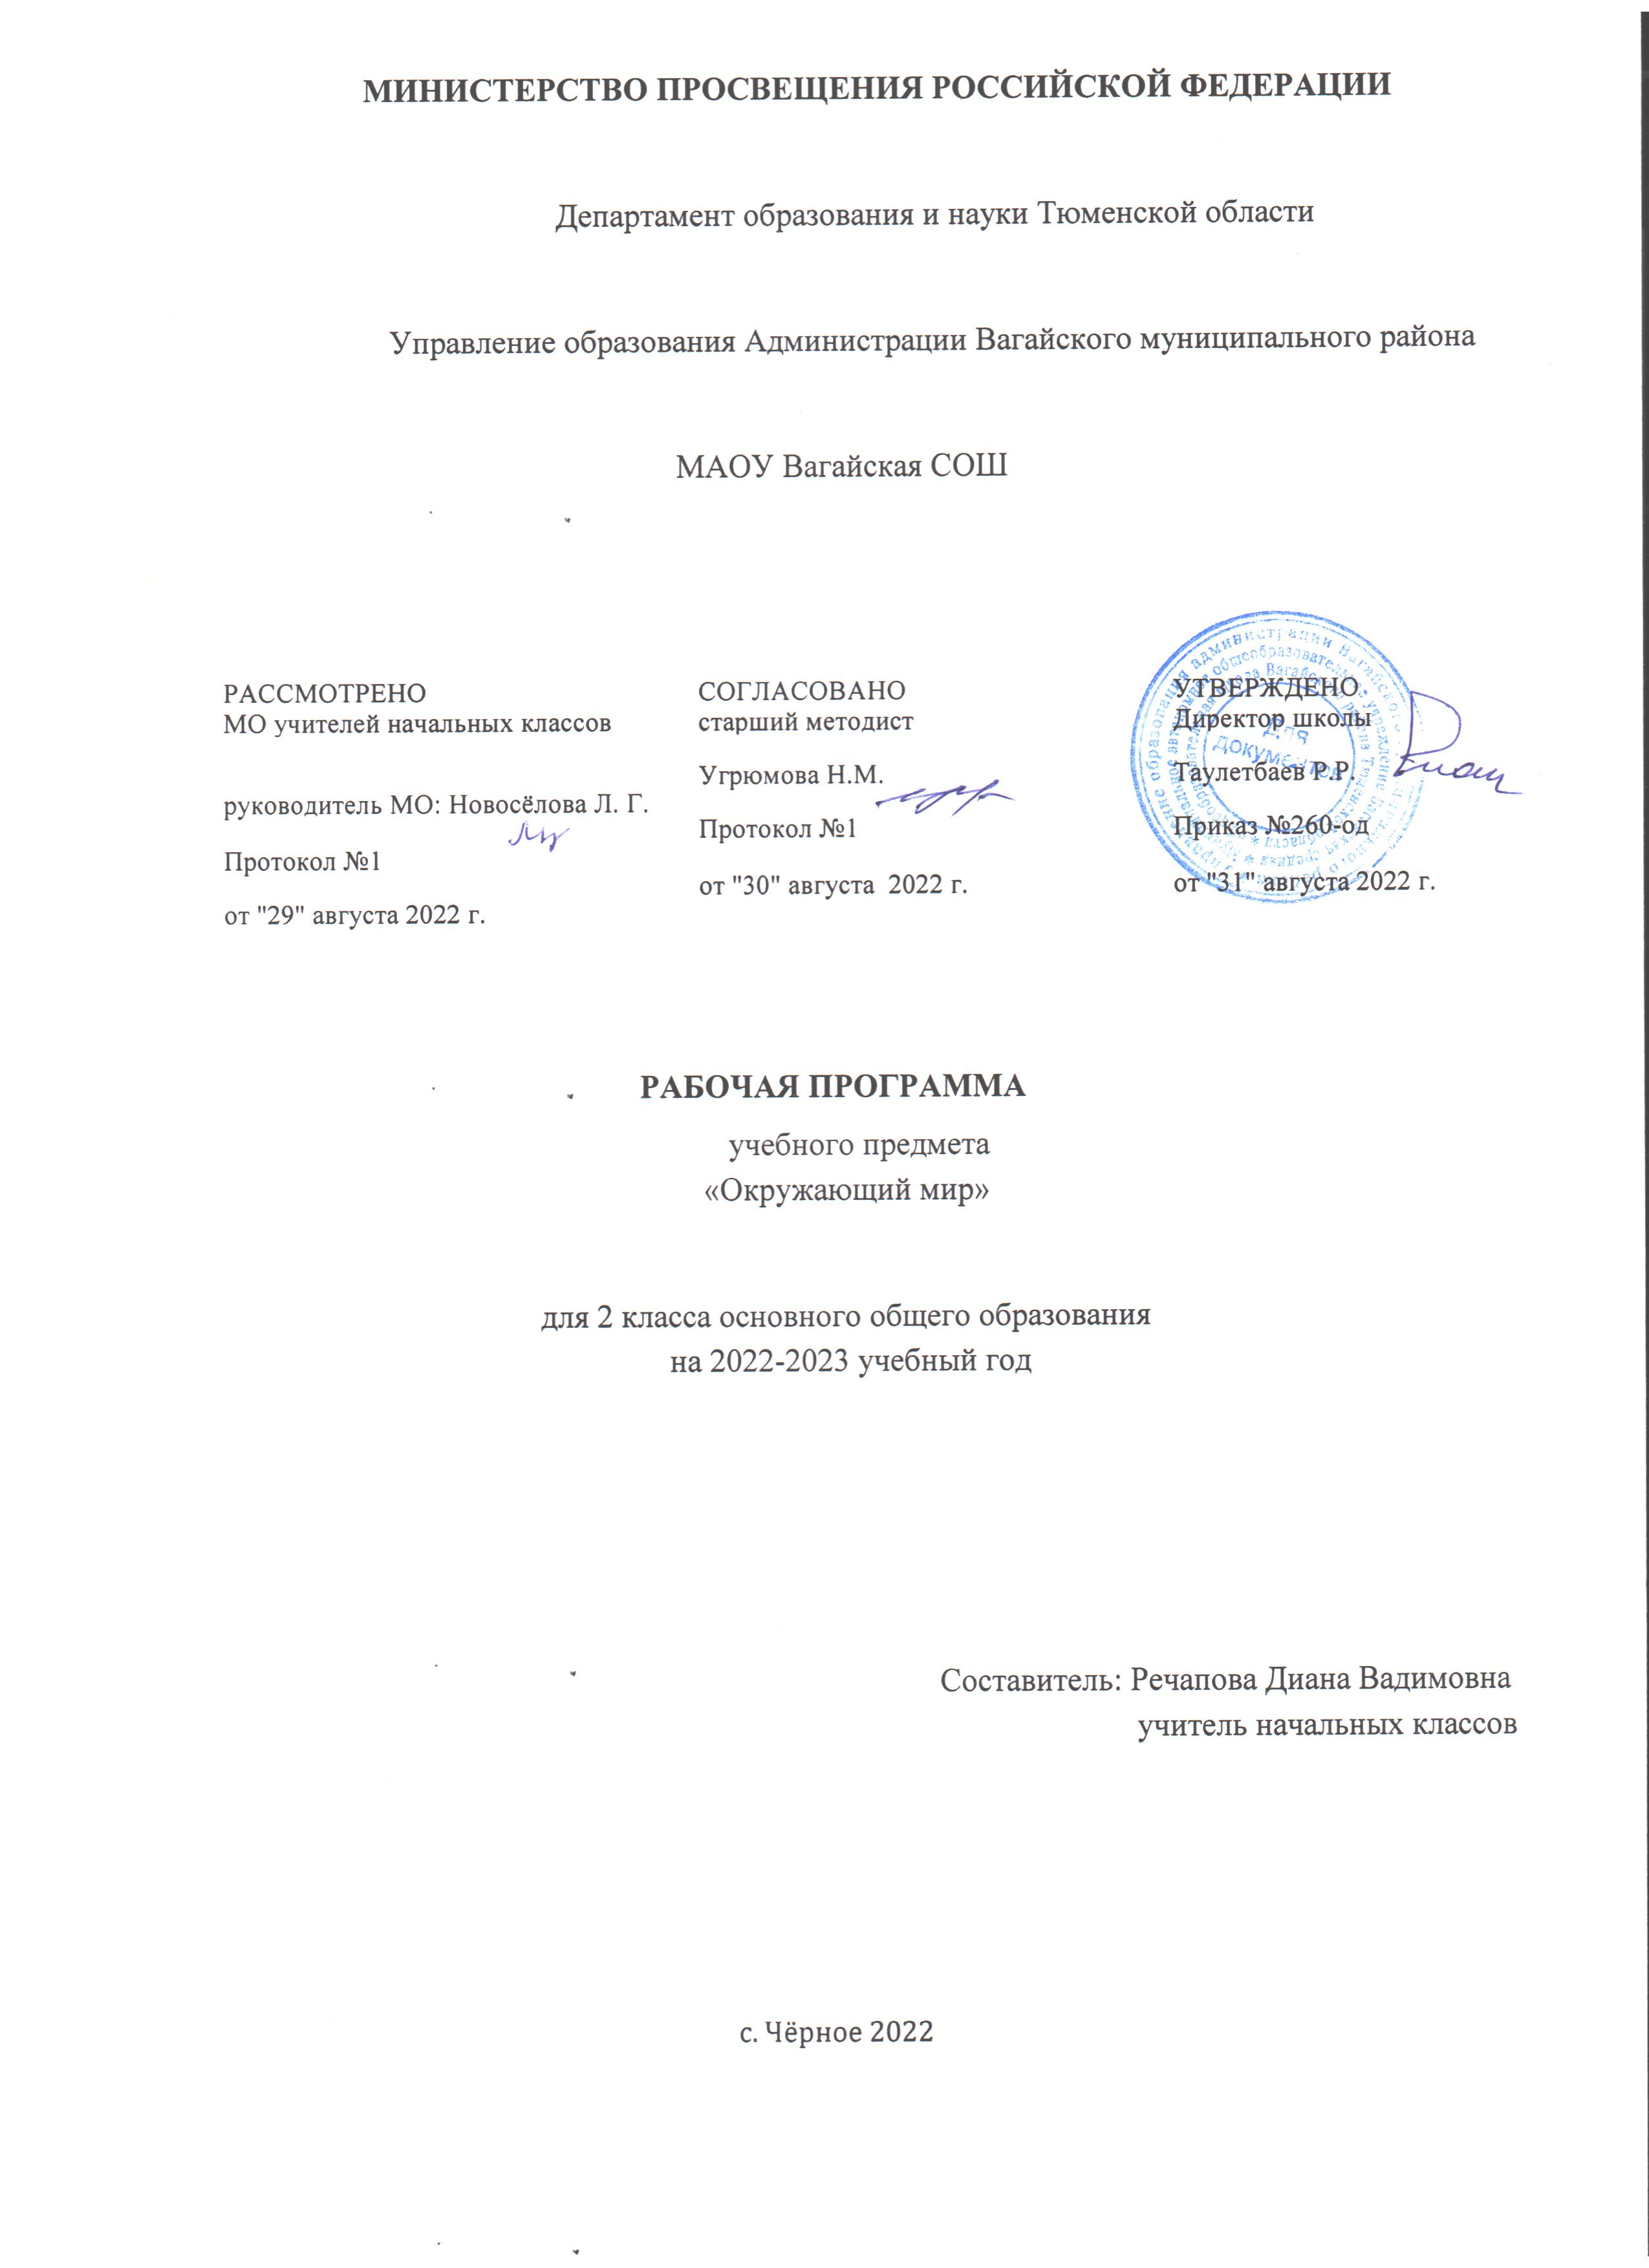 МИНИСТЕРСТВО ПРОСВЕЩЕНИЯ РОССИЙСКОЙ ФЕДЕРАЦИИ
Департамент образования и науки Тюменской области
Управление образования Администрации Вагайского муниципального района
МАОУ Вагайская СОШ
РАССМОТРЕНО
МО учителей начальных классов
руководитель МО: Новосёлова Л. Г.
Протокол №1
от "29" августа 2022 г.
СОГЛАСОВАНО
старший методист
Угрюмова Н.М.
Протокол №1
от "30" августа 2022 г.
УТВЕРЖДЕНО
Директор школы
Таулетбаев Р.Р.
Приказ №260-од
от "31" августа 2022 г.
Для
документов
РАБОЧАЯ ПРОГРАММА
учебного предмета
«Окружающий мир»
для 2 класса основного общего образования
на 2022-2023 учебный год
Составитель: Речапова Диана Вадимовна
учитель начальных классов
с. Чёрное 2022